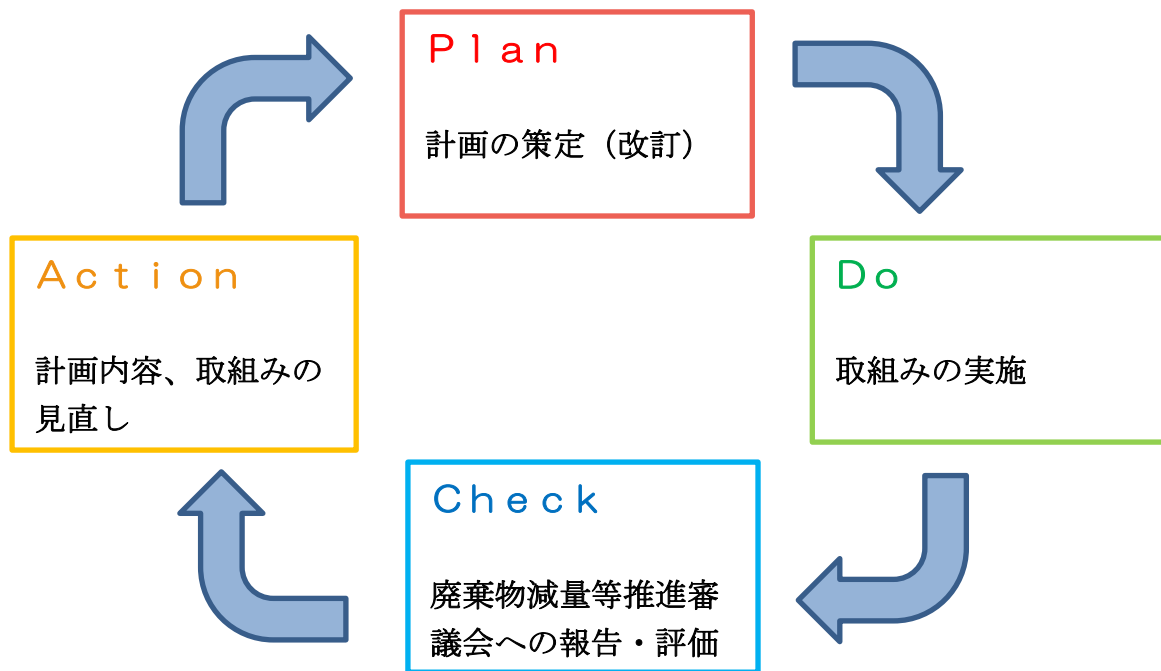 Ｐｌａｎ
計画の策定（改訂）
Ａｃｔｉｏｎ
計画内容、取組みの
見直し
Ｄｏ
取組みの実施
Ｃｈｅｃｋ
廃棄物減量等推進審
議会への報告・評価